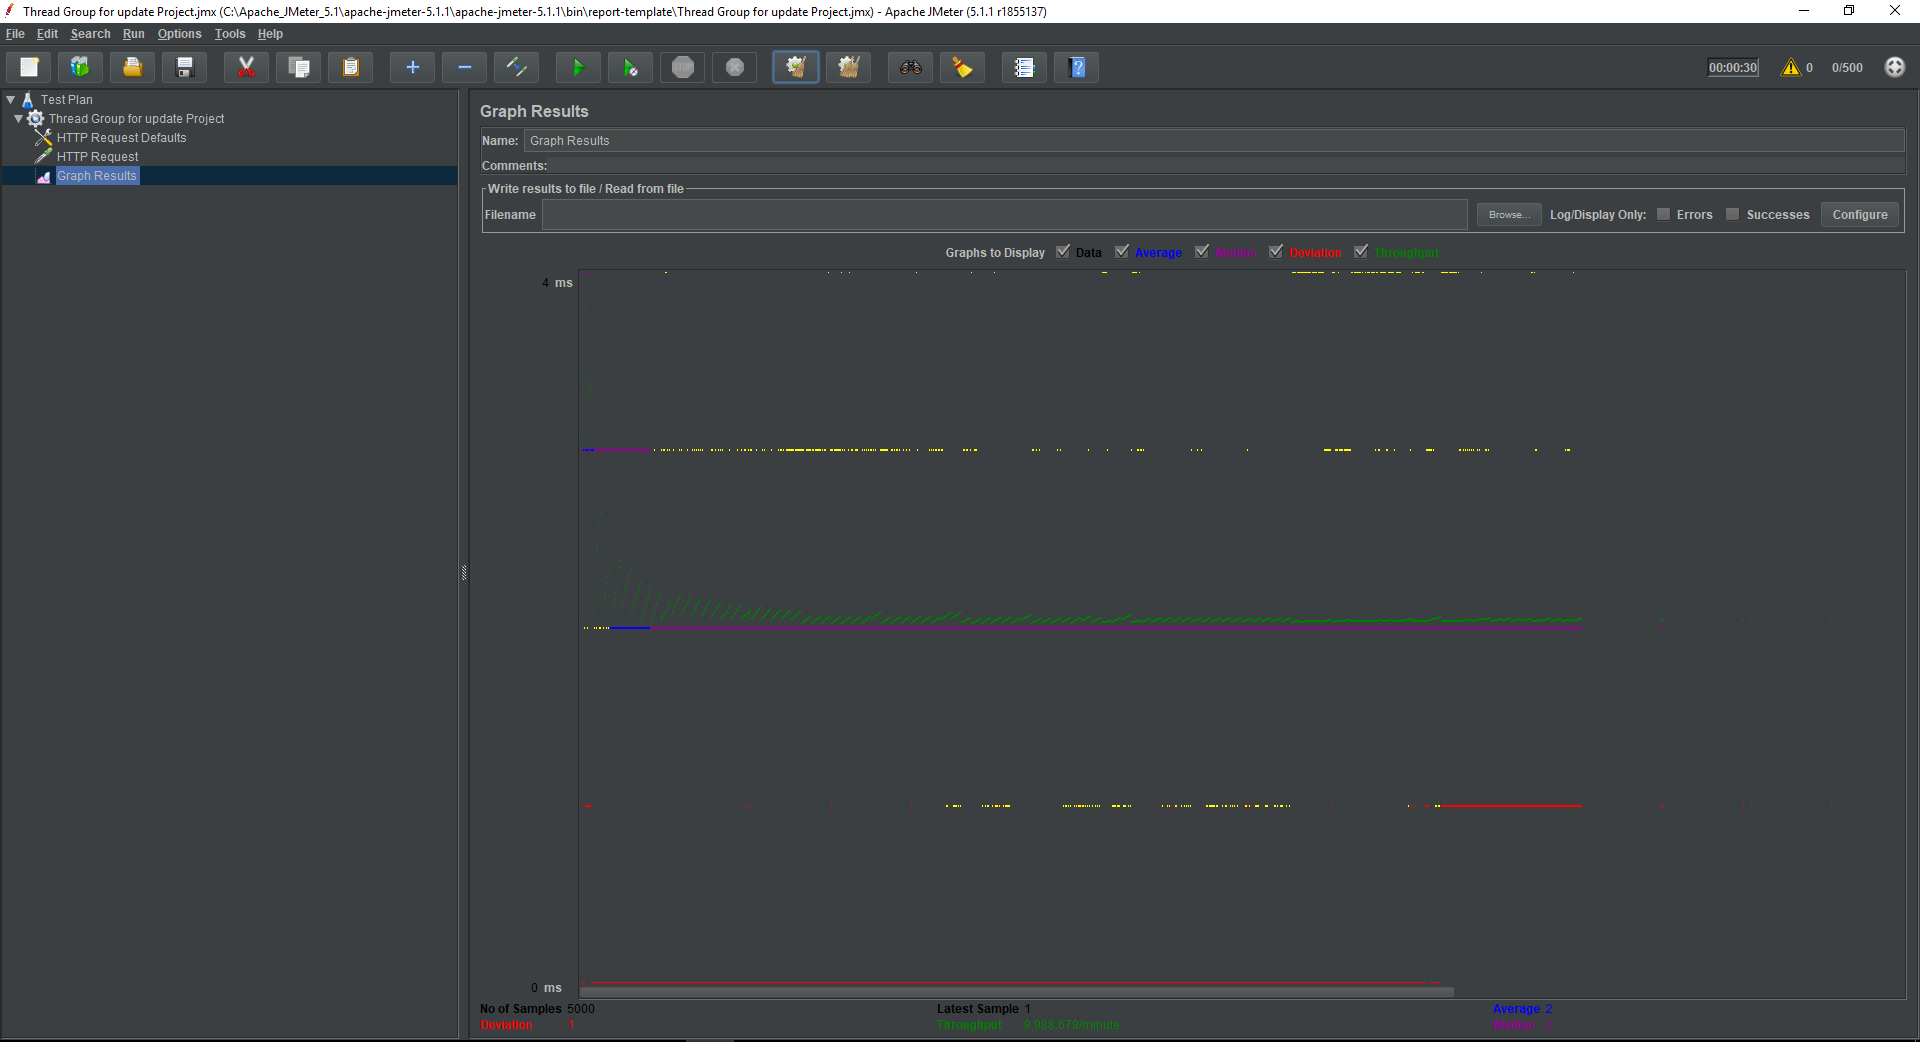 Thread Group for update Project.jmx (C:\Apache_JMeter_5.1\apache-jmeter-5.1.1\apache-jmeter-5.1.1\bin\report-template\Thread Group for update Project.jmx) - Apache JMeter (5.1.1 r1855137)
File Edit Search Run Options Tools Help
STOP 00:00:30 0 0/500
Test Plan
Thread Group for update Project
HTTP Request Defaults
HTTP Request
Graph Results
Graph Results
Name: Graph Results
Comments:
Write results to file / Read from file
Filename Browse... Log/Display Only: Errors Successes Configure
Graphs to Display Data Average Median Deviation Throughput
4 ms
0 ms
No of Samples 5000 Latest Sample 1 Average 2
Deviation 1 Throughput 9,988.679/minute Median 2